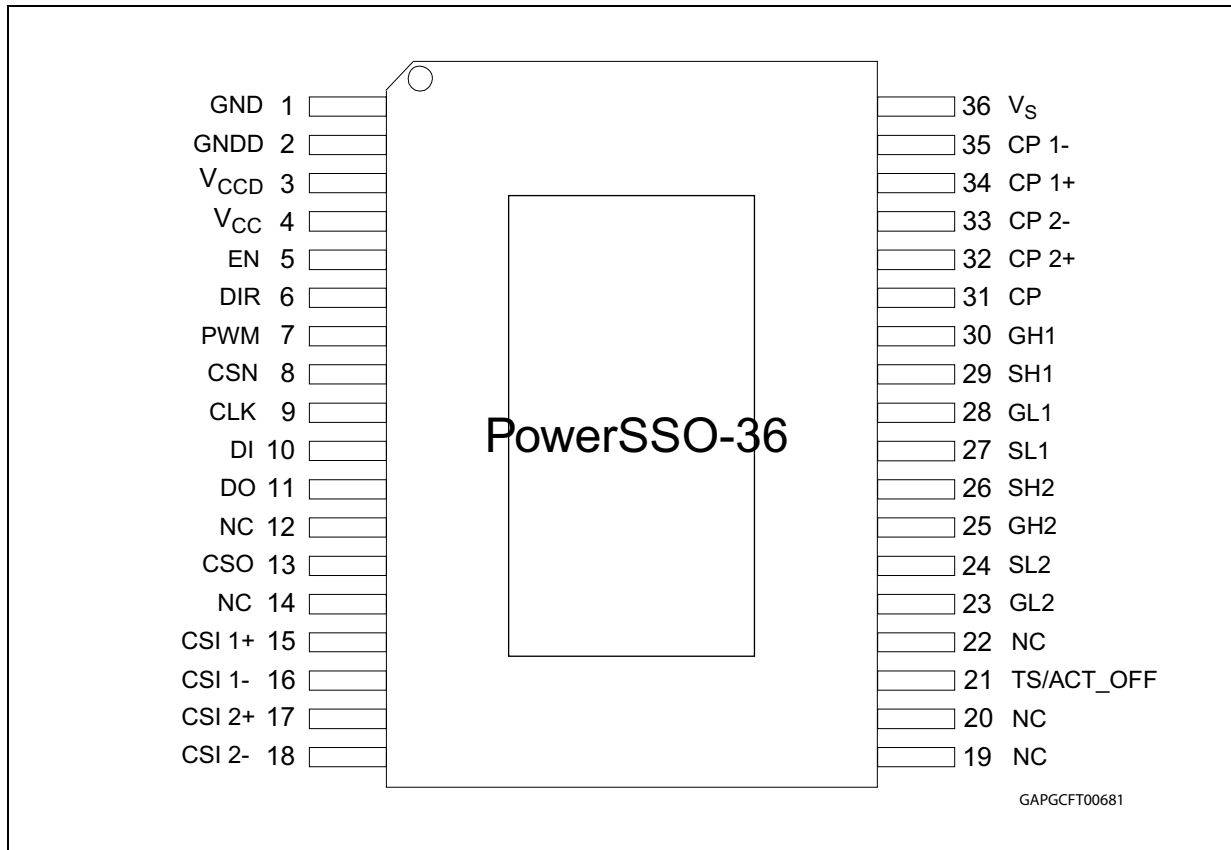 GND 1
GNDD 2
VCCD 3
VCC 4
EN 5
DIR 6
PWM 7
CSN 8
CLK 9
DI 10
DO 11
NC 12
CSO 13
NC 14
CSI 1+ 15
CSI 1- 16
CSI 2+ 17
CSI 2- 18
PowerSSO-36
36 VS
35 CP 1-
34 CP 1+
33 CP 2-
32 CP 2+
31 CP
30 GH1
29 SH1
28 GL1
27 SL1
26 SH2
25 GH2
24 SL2
23 GL2
22 NC
21 TS/ACT_OFF
20 NC
19 NC
GAPGCFT00681